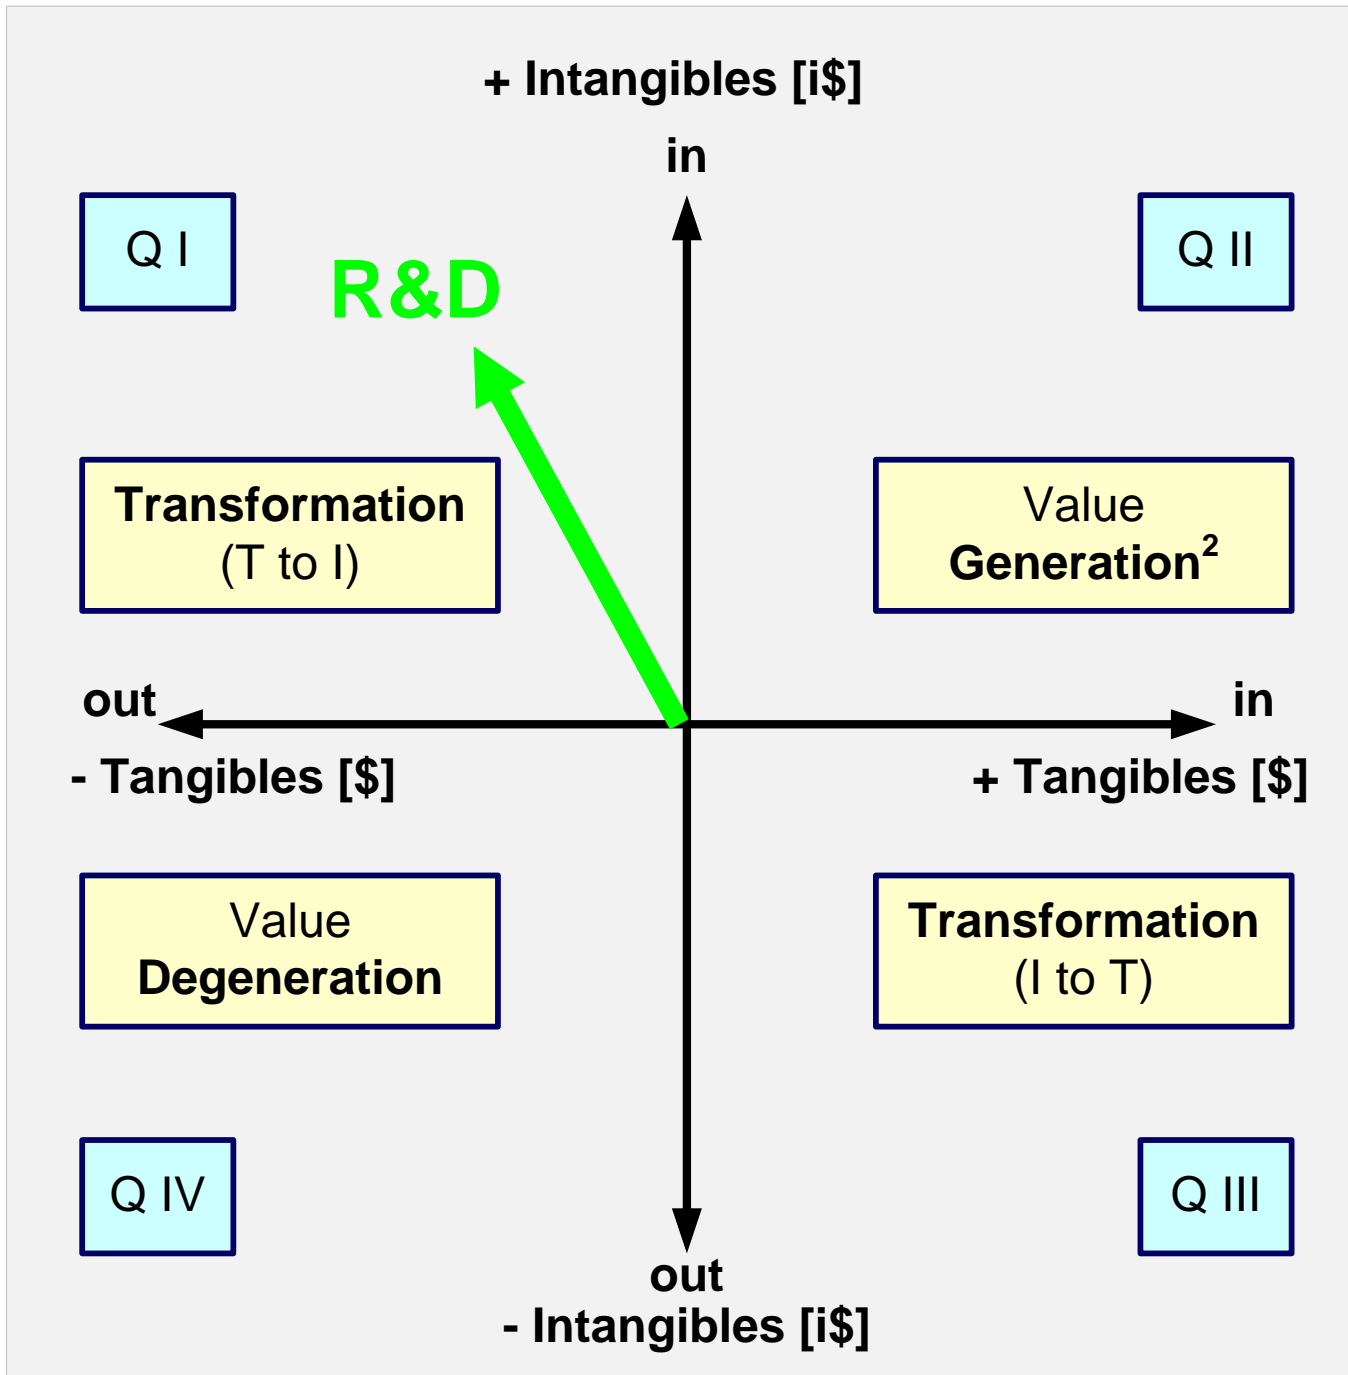 + Intangibles [i$]
in
Q I
Q II
R&D
Transformation
(T to I)
Value
Generation²
out
in
- Tangibles [$]
+ Tangibles [$]
Value
Degeneration
Transformation
(I to T)
Q IV
Q III
out
- Intangibles [i$]